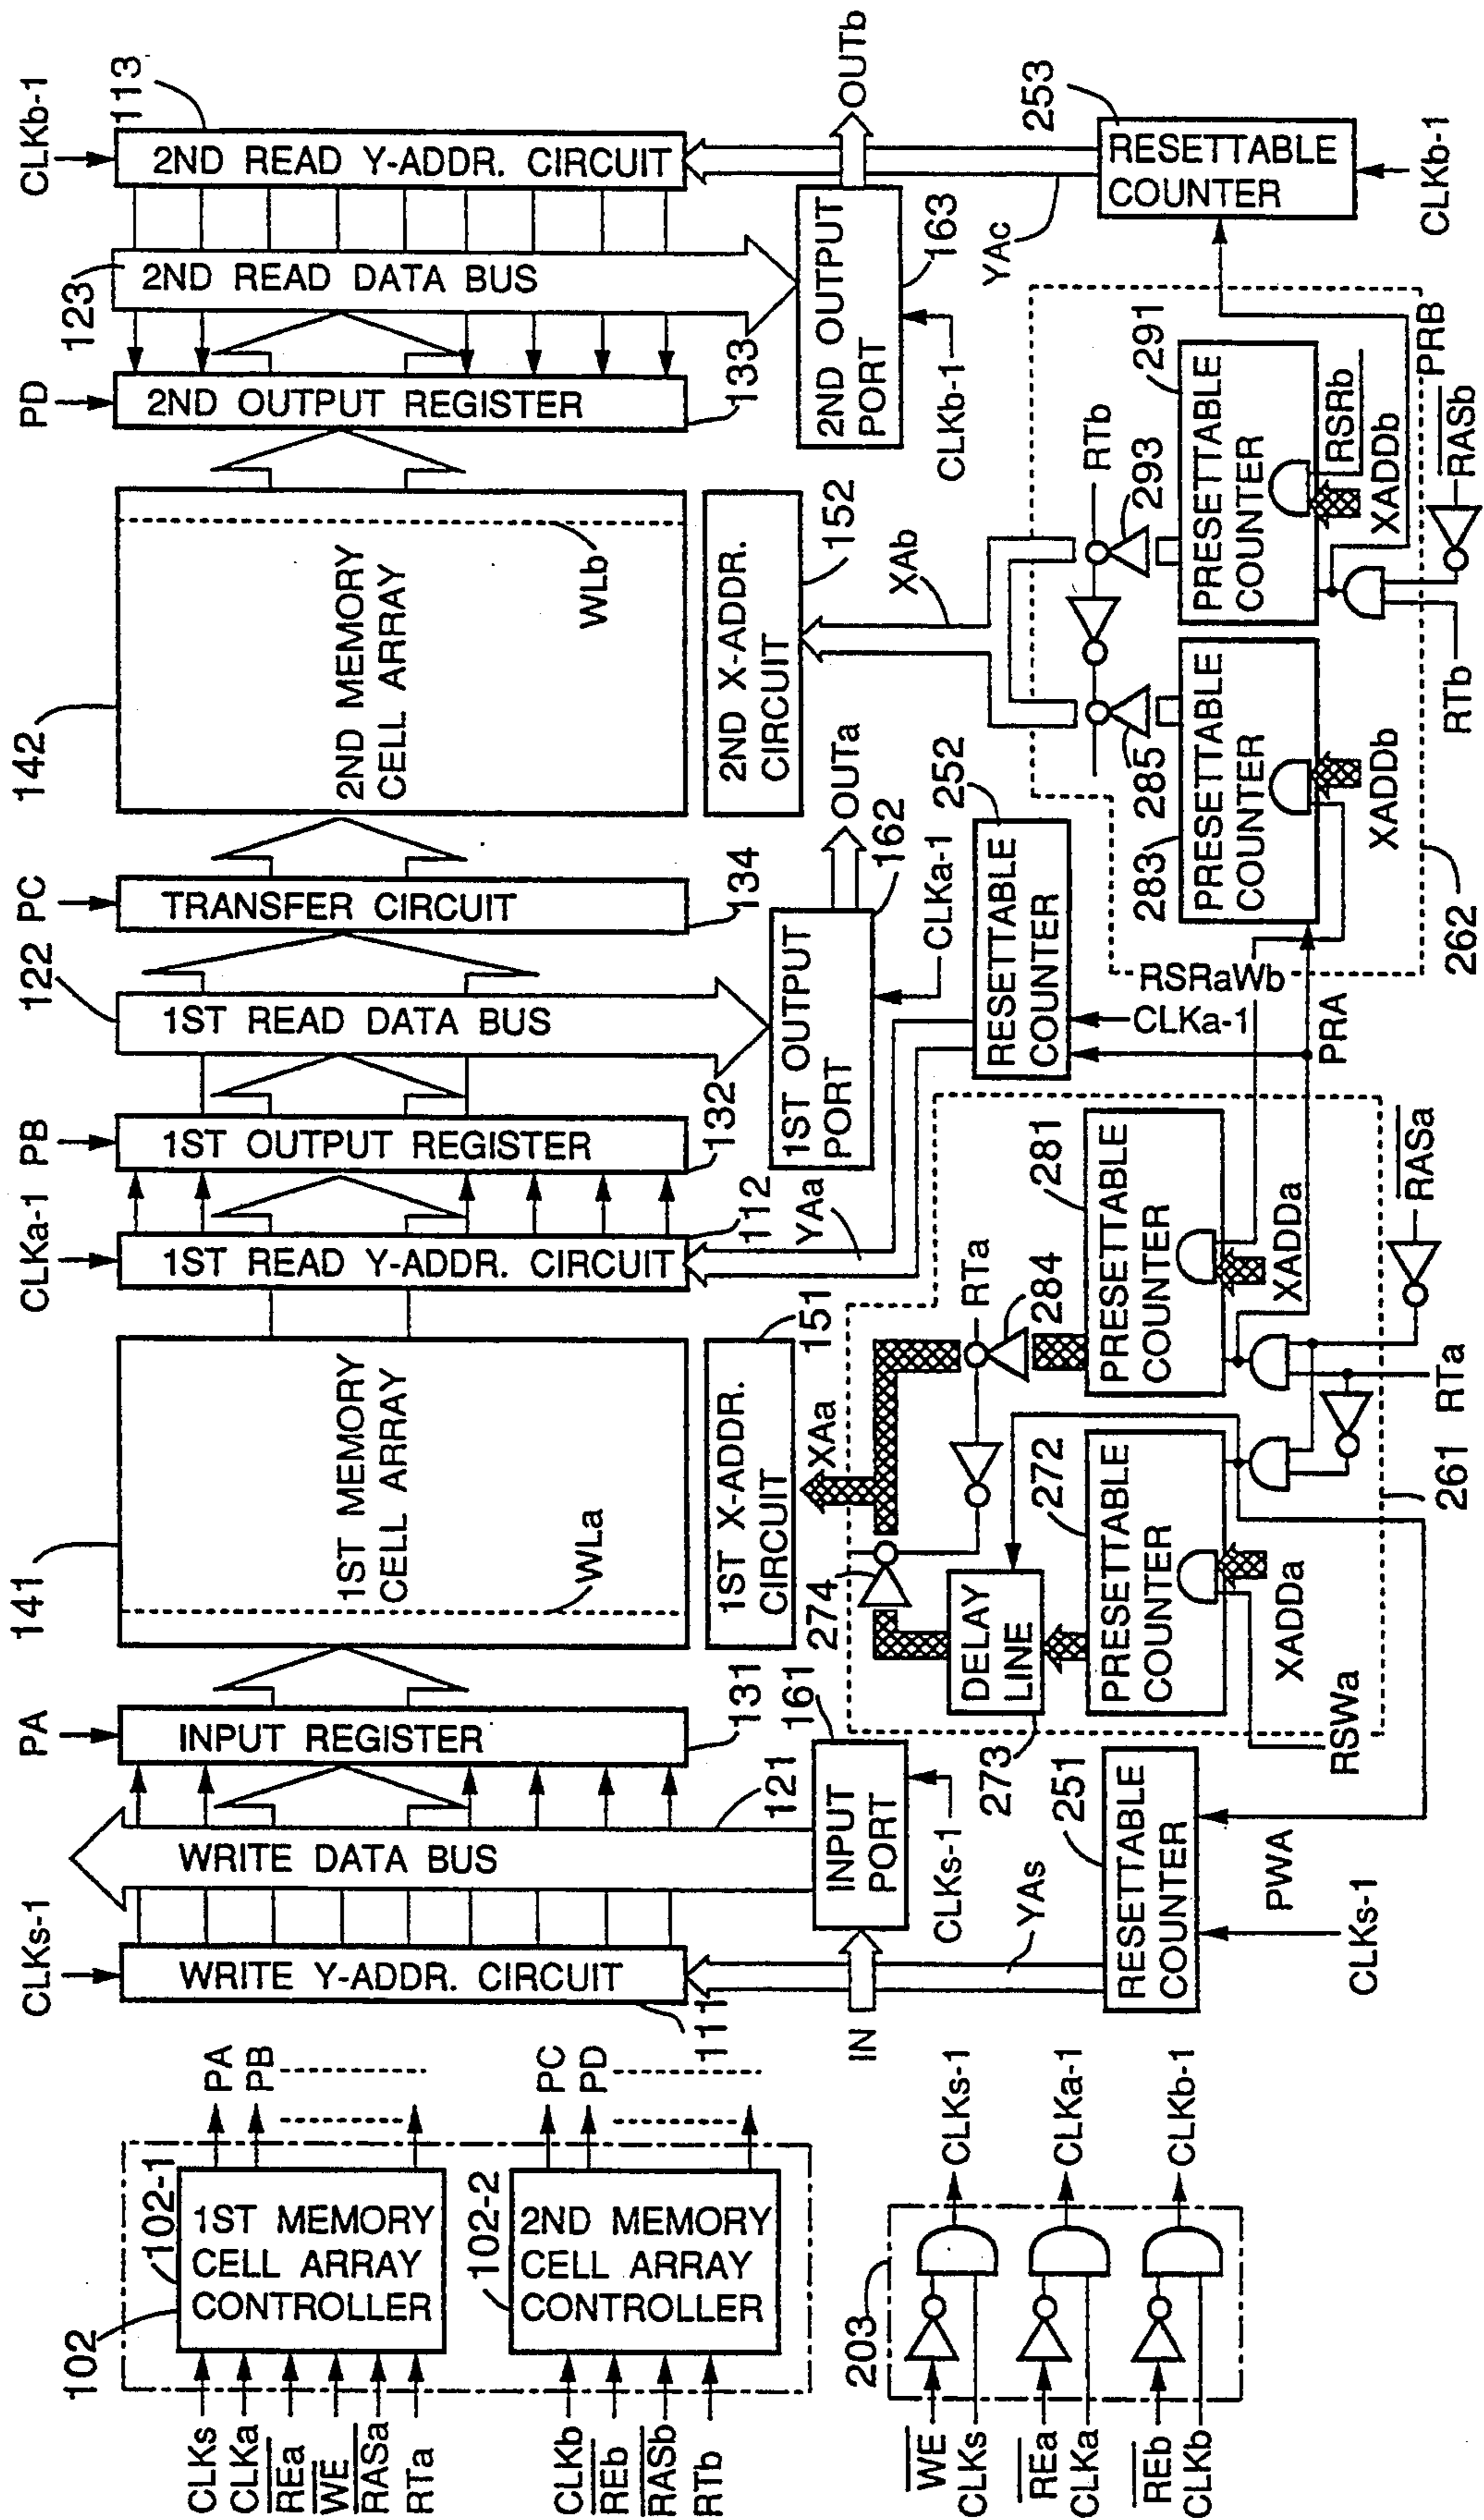 CLKs
CLKa
REa
WE
RASa
RTa
102
102-1
1ST MEMORY
CELL ARRAY
CONTROLLER
PA
PB
CLKb
REb
RASb
RTb
102-2
2ND MEMORY
CELL ARRAY
CONTROLLER
PC
PD
203
WE
CLKs
CLKs-1
REa
CLKa
CLKa-1
REb
CLKb
CLKb-1
CLKs-1
WRITE Y-ADDR. CIRCUIT
111
WRITE DATA BUS
121
PA
INPUT REGISTER
131
141
1ST MEMORY
CELL ARRAY
WLa
CLKa-1
1ST READ Y-ADDR. CIRCUIT
112
PB
1ST OUTPUT REGISTER
132
122
1ST READ DATA BUS
PC
TRANSFER CIRCUIT
134
142
2ND MEMORY
CELL ARRAY
WLb
PD
2ND OUTPUT REGISTER
133
123
2ND READ DATA BUS
CLKb-1
2ND READ Y-ADDR. CIRCUIT
113
IN
INPUT
PORT
161
CLKs-1
YAs
1ST X-ADDR.
CIRCUIT
151
XAa
YAa
1ST OUTPUT
PORT
162
OUTa
CLKa-1
2ND X-ADDR.
CIRCUIT
152
XAb
2ND OUTPUT
PORT
163
OUTb
CLKb-1
YAc
RESETTABLE
COUNTER
251
CLKs-1
PWA
273
DELAY
LINE
274
272
PRESETTABLE
COUNTER
RSWa
XADDa
RTa
284
281
PRESETTABLE
COUNTER
XADDa
261
RTa
RASa
RESETTABLE
COUNTER
252
CLKa-1
RSRaWb
PRA
283
285
PRESETTABLE
COUNTER
XADDb
262
RTb
293
291
PRESETTABLE
COUNTER
RSRb
XADDb
RTb
RASb
PRB
RESETTABLE
COUNTER
253
CLKb-1